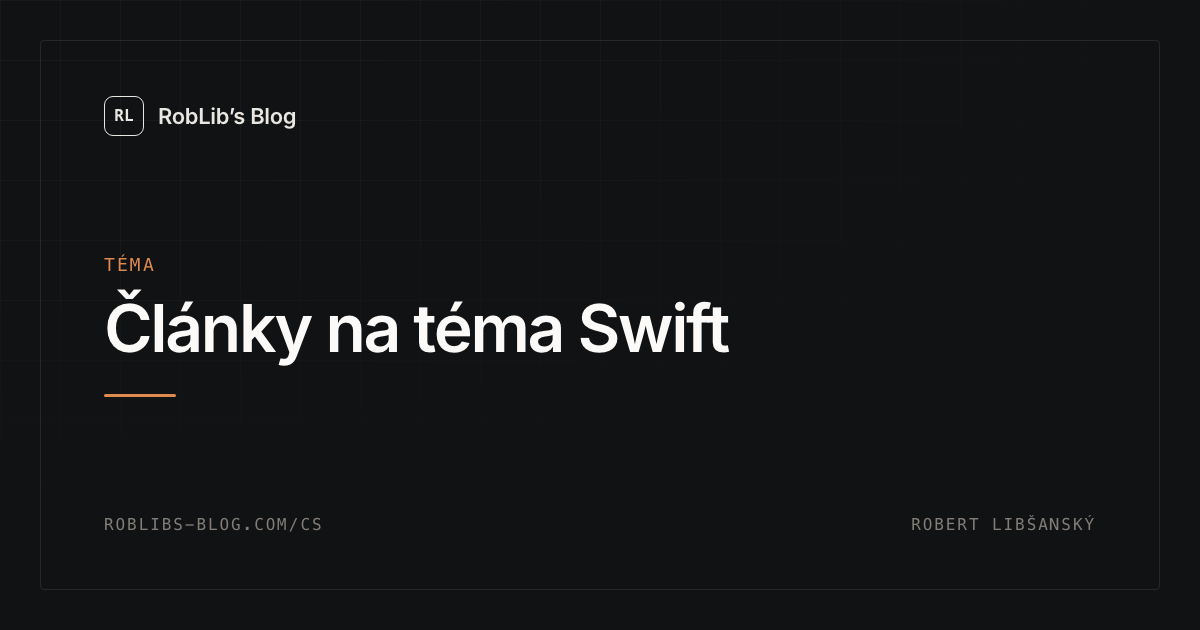 RL RobLib’s Blog
TÉMA
Články na téma Swift
ROBLIBS-BLOG.COM/CS
ROBERT LIBŠANSKÝ